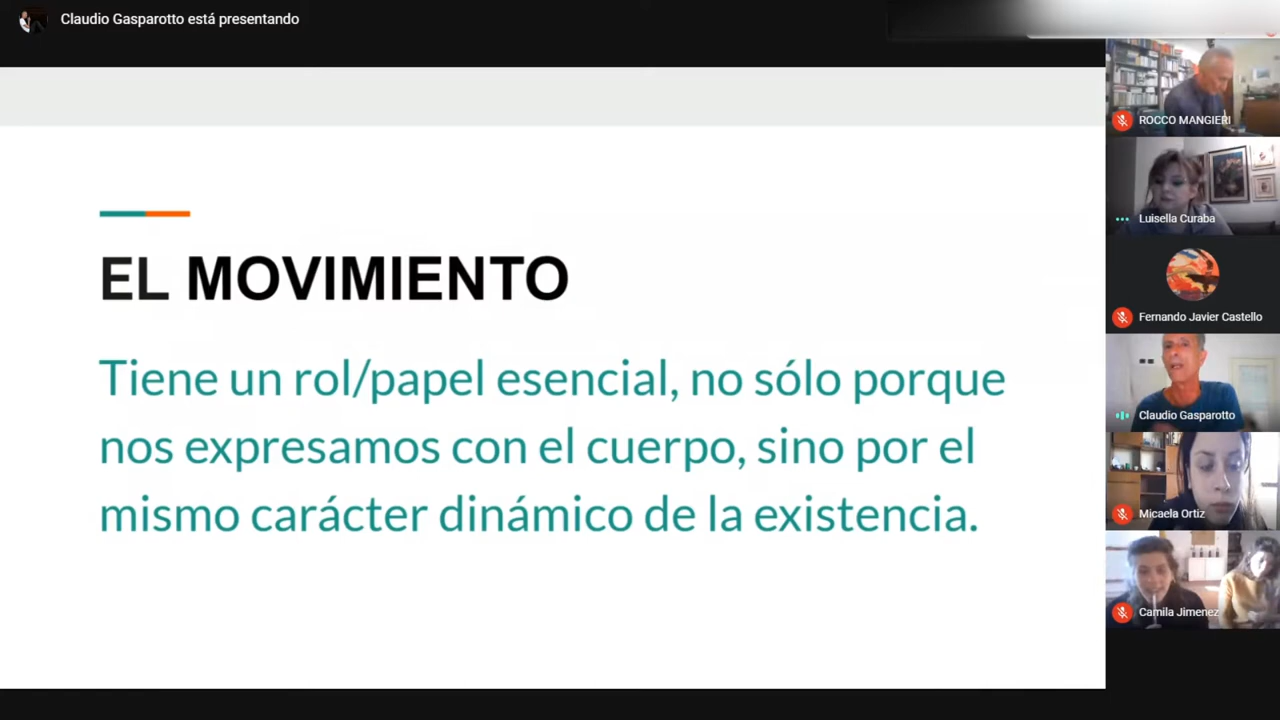 Claudio Gasparotto está presentando
EL MOVIMIENTO
Tiene un rol/papel esencial, no sólo porque
nos expresamos con el cuerpo, sino por el
mismo carácter dinámico de la existencia.
ROCCO MANGIERI
Luisella Curaba
Fernando Javier Castello
Claudio Gasparotto
Micaela Ortiz
Camila Jimenez